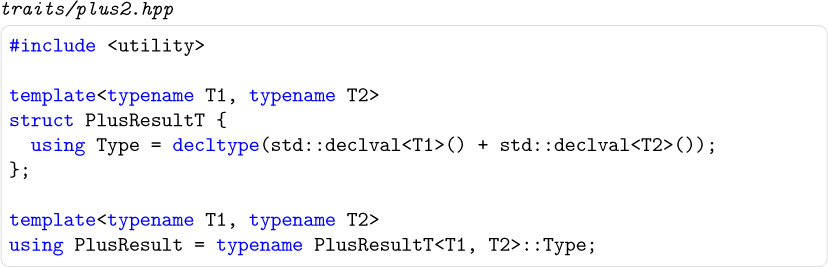 traits/plus2.hpp
#include <utility>
template<typename T1, typename T2>
struct PlusResultT {
  using Type = decltype(std::declval<T1>() + std::declval<T2>());
};
template<typename T1, typename T2>
using PlusResult = typename PlusResultT<T1, T2>::Type;